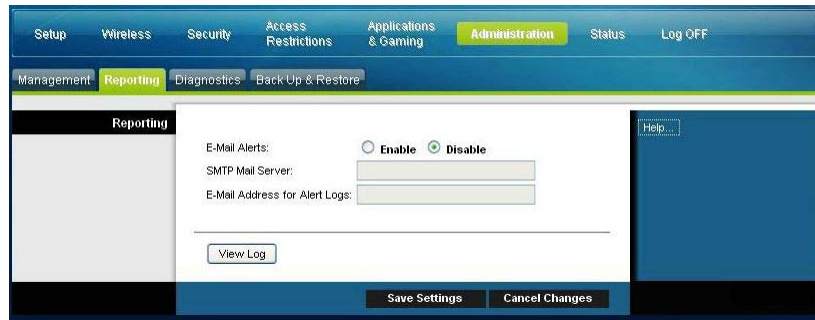 Setup Wireless Security Access Restrictions Applications & Gaming Administration Status Log OFF
Management Reporting Diagnostics Back Up & Restore
Reporting
Help...
E-Mail Alerts: Enable Disable
SMTP Mail Server:
E-Mail Address for Alert Logs:
View Log
Save Settings Cancel Changes